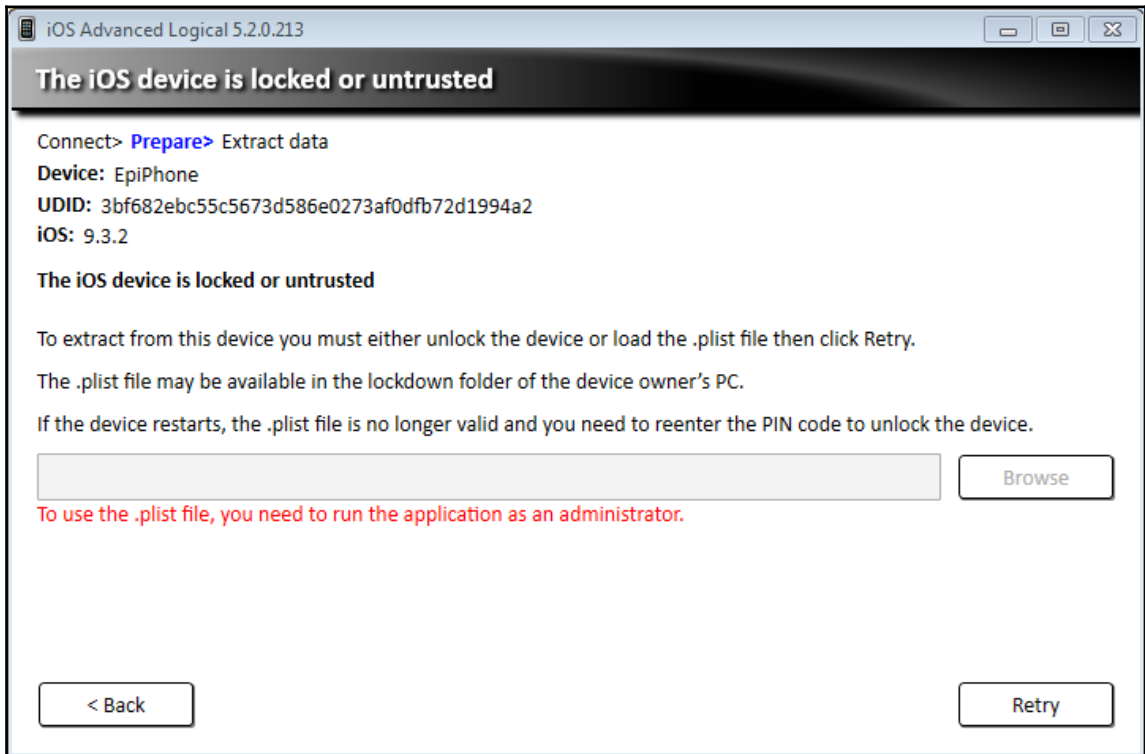 iOS Advanced Logical 5.2.0.213
The iOS device is locked or untrusted
Connect> Prepare> Extract data
Device: EpiPhone
UDID: 3bf682ebc55c5673d586e0273af0dfb72d1994a2
iOS: 9.3.2
The iOS device is locked or untrusted
To extract from this device you must either unlock the device or load the .plist file then click Retry.
The .plist file may be available in the lockdown folder of the device owner's PC.
If the device restarts, the .plist file is no longer valid and you need to reenter the PIN code to unlock the device.
Browse
To use the .plist file, you need to run the application as an administrator.
< Back
Retry